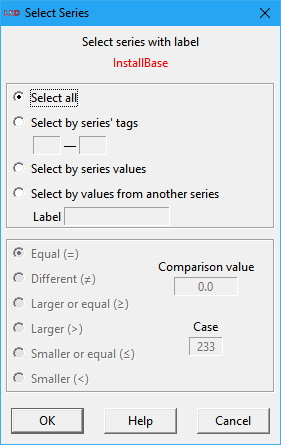 Select Series
Select series with label
InstallBase
Select all
Select by series' tags
—
Select by series values
Select by values from another series
Label
Equal (=)
Different (≠)
Larger or equal (≥)
Larger (>)
Smaller or equal (≤)
Smaller (<)
Comparison value
0.0
Case
233
OK
Help
Cancel